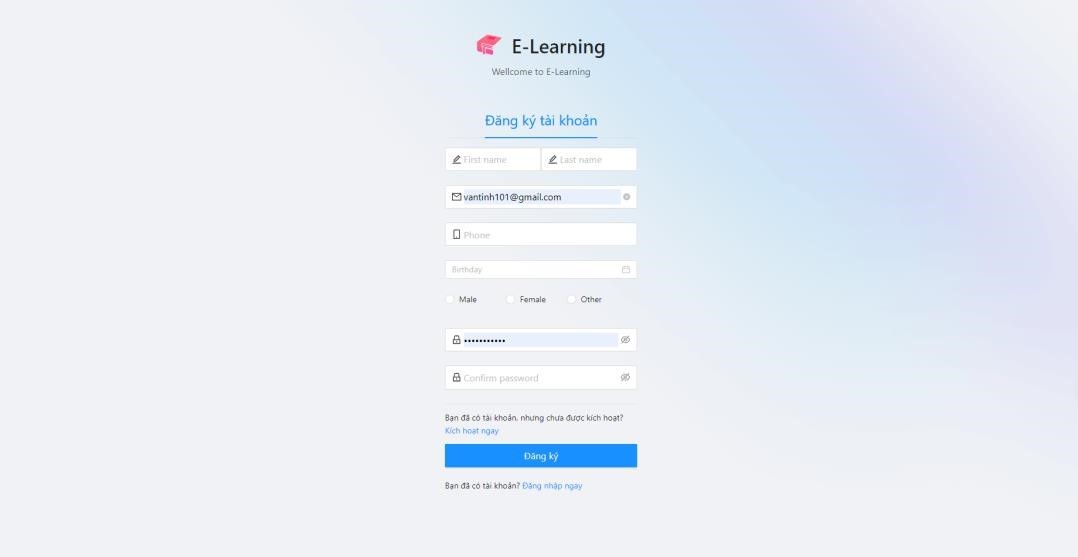 E-Learning
Wellcome to E-Learning
Đăng ký tài khoản
First name Last name
vantinh101@gmail.com
Phone
Birthday
Male Female Other
•••••••••••
Confirm password
Bạn đã có tài khoản, nhưng chưa được kích hoạt?
Kích hoạt ngay
Đăng ký
Bạn đã có tài khoản? Đăng nhập ngay